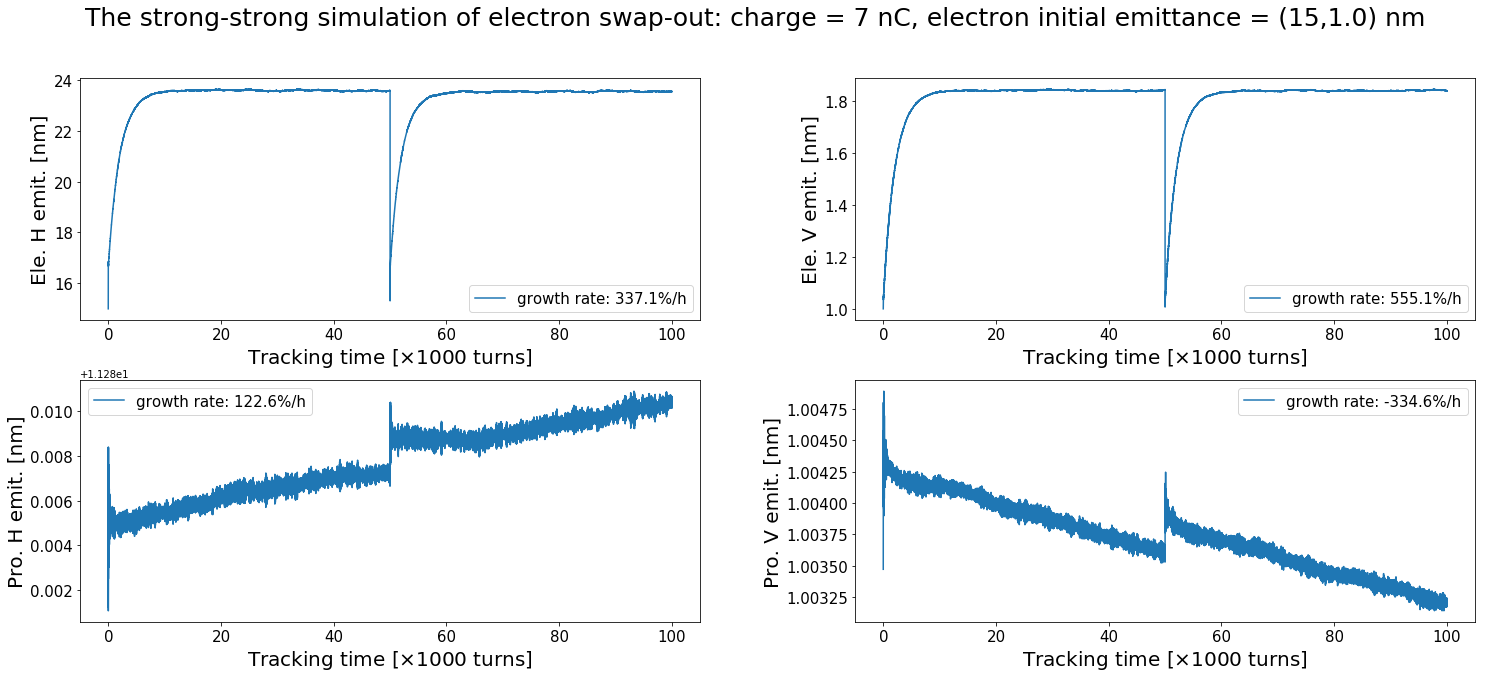 The strong-strong simulation of electron swap-out: charge = 7 nC, electron initial emittance = (15,1.0) nm
24
22
20
18
16
Ele. H emit. [nm]
growth rate: 337.1%/h
0 20 40 60 80 100
Tracking time [×1000 turns]
1.8
1.6
1.4
1.2
1.0
Ele. V emit. [nm]
growth rate: 555.1%/h
0 20 40 60 80 100
Tracking time [×1000 turns]
+1.128e1
0.010
0.008
0.006
0.004
0.002
Pro. H emit. [nm]
growth rate: 122.6%/h
0 20 40 60 80 100
Tracking time [×1000 turns]
1.00475
1.00450
1.00425
1.00400
1.00375
1.00350
1.00325
Pro. V emit. [nm]
growth rate: -334.6%/h
0 20 40 60 80 100
Tracking time [×1000 turns]